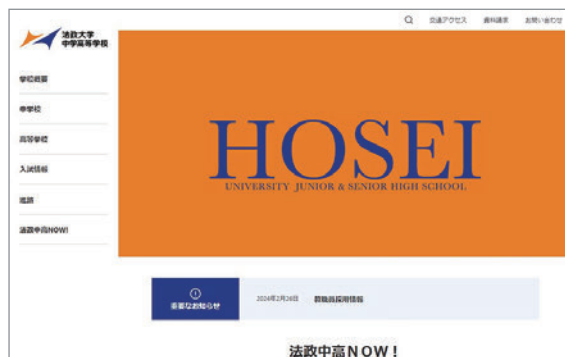 法政大学
中学高等学校
交通アクセス
資料請求
お問い合わせ
学校概要
中学校
高等学校
入試情報
進路
法政中高NOW!
HOSEI
UNIVERSITY JUNIOR & SENIOR HIGH SCHOOL
重要なお知らせ
2024年2月26日 教職員採用情報
法政中高NOW!